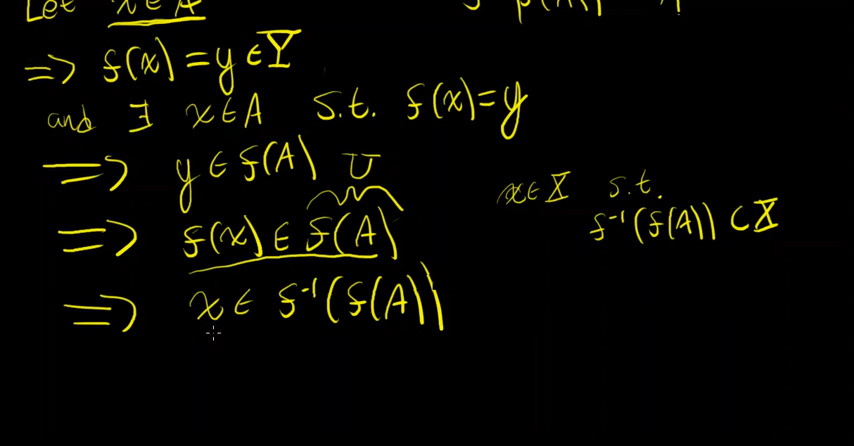 Let x ∈ A
=> f(x) = y ∈ Y
and ∃ x ∈ A s.t. f(x) = y
=> y ∈ f(A) U
=> f(x) ∈ f(A)
=> x ∈ f⁻¹(f(A))
x ∈ X s.t.
f⁻¹(f(A)) ⊂ X